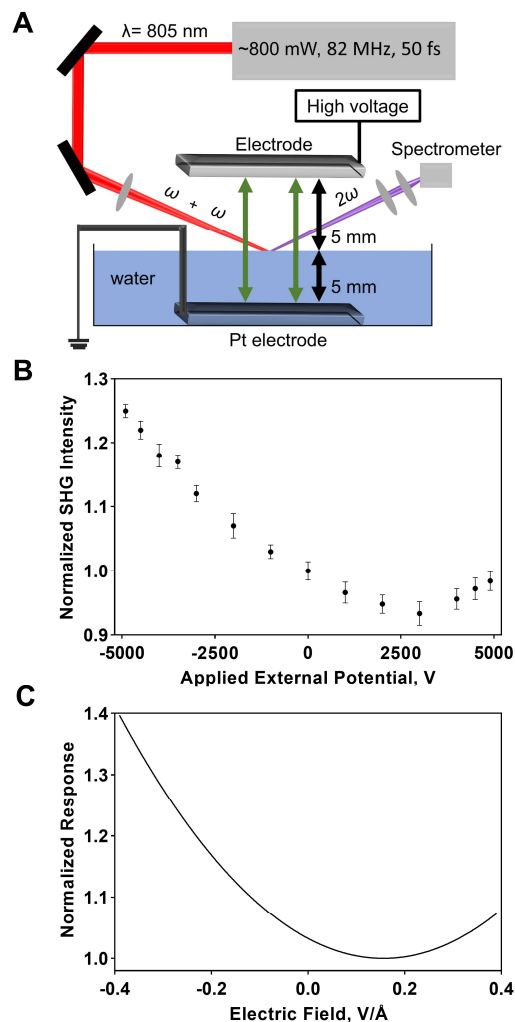 A
λ= 805 nm
~800 mW, 82 MHz, 50 fs
High voltage
Electrode
Spectrometer
ω + ω
2ω
5 mm
water
5 mm
Pt electrode
B
1.3
1.2
1.1
1.0
0.9
Normalized SHG Intensity
-5000
-2500
0
2500
5000
Applied External Potential, V
C
1.4
1.3
1.2
1.1
1.0
Normalized Response
-0.4
-0.2
0.0
0.2
0.4
Electric Field, V/Å